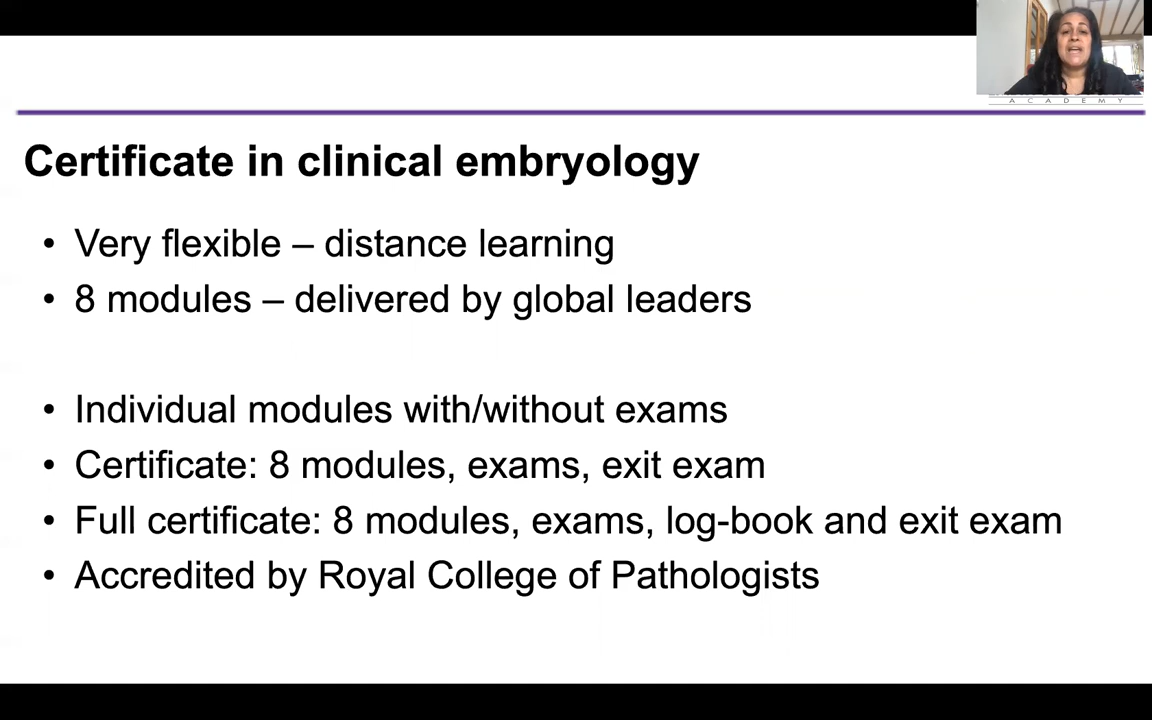 ACADEMY
Certificate in clinical embryology
• Very flexible – distance learning
• 8 modules – delivered by global leaders
• Individual modules with/without exams
• Certificate: 8 modules, exams, exit exam
• Full certificate: 8 modules, exams, log-book and exit exam
• Accredited by Royal College of Pathologists